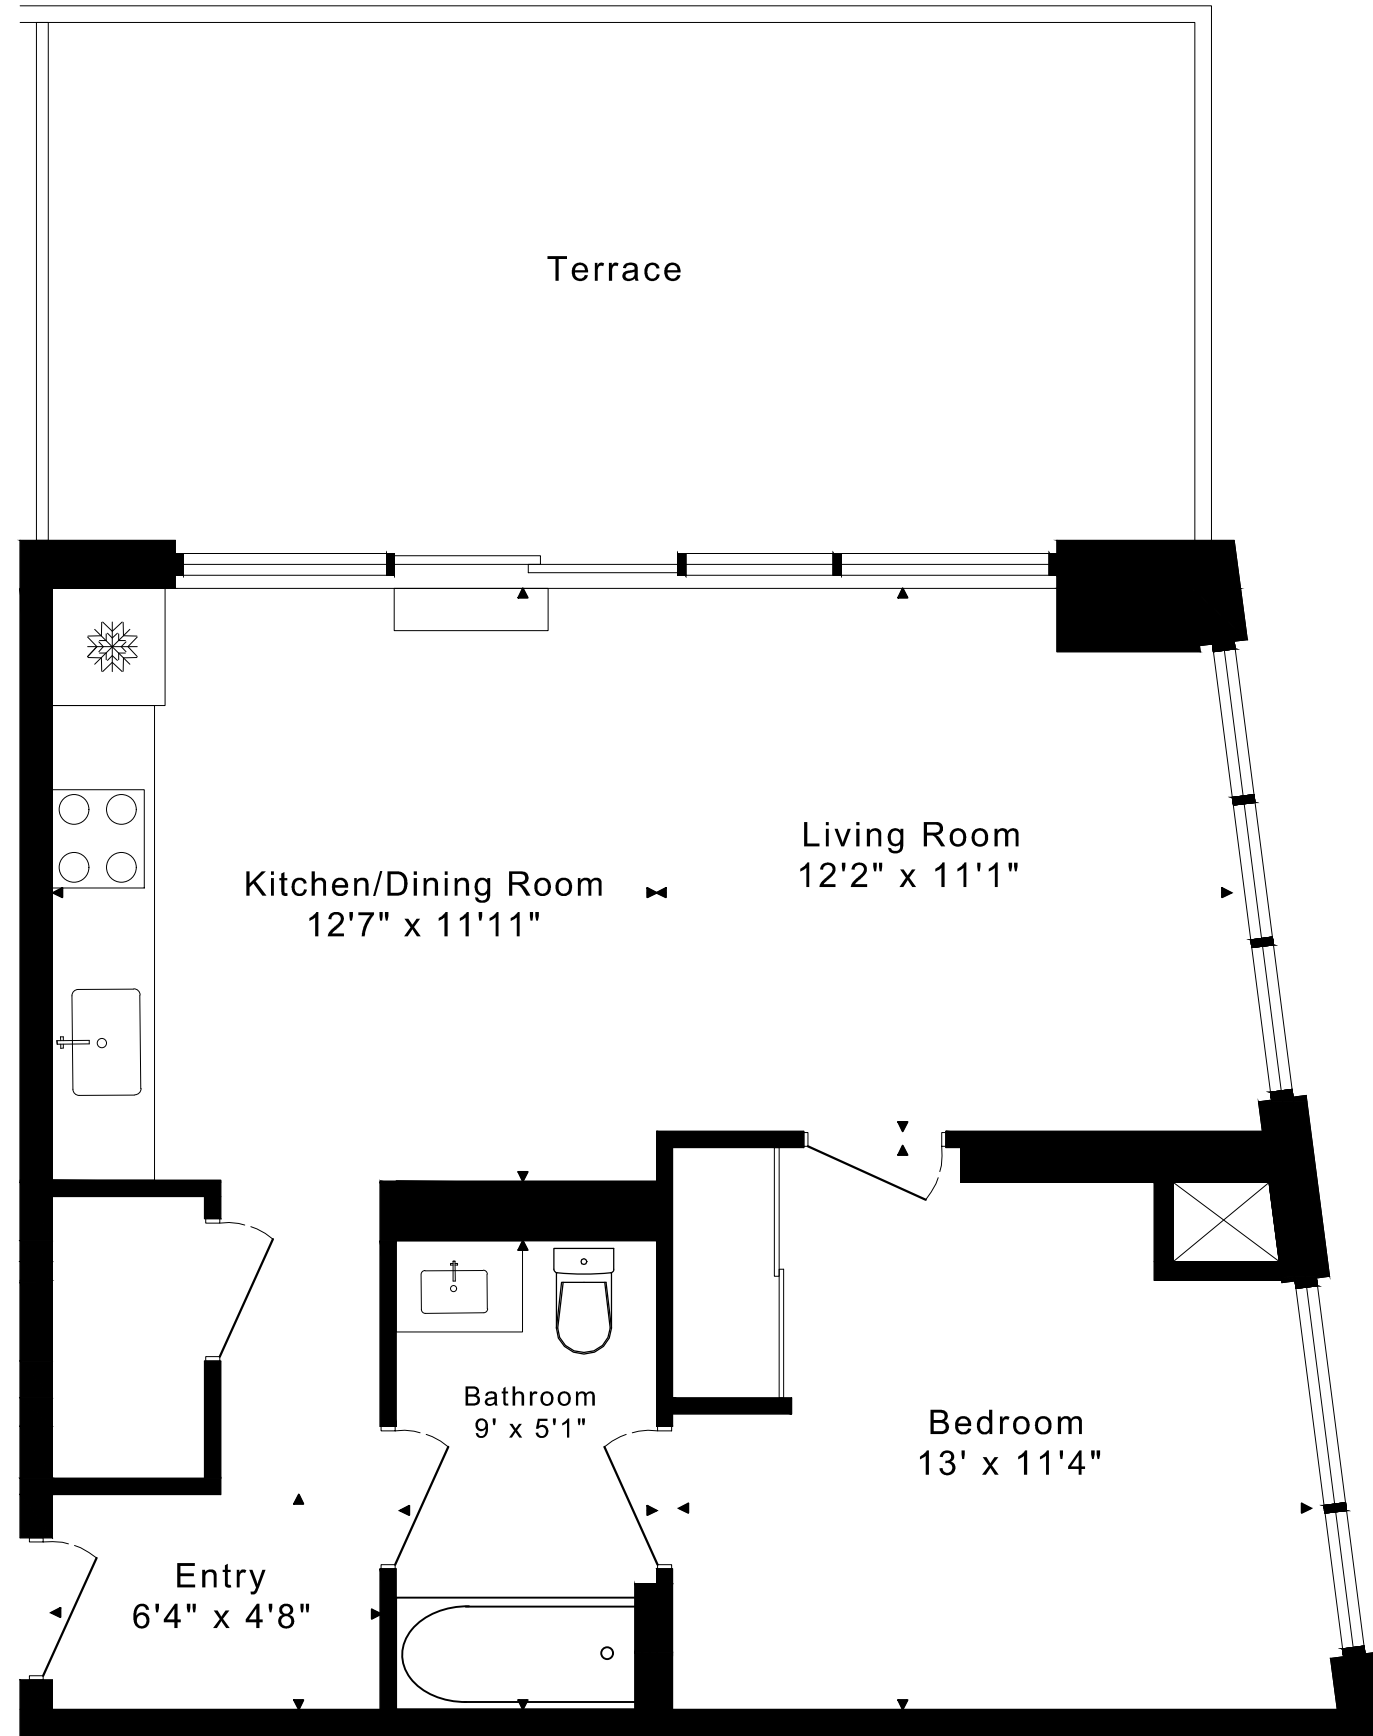 Terrace
Living Room
12'2" x 11'1"
Kitchen/Dining Room
12'7" x 11'11"
Bathroom
9' x 5'1"
Bedroom
13' x 11'4"
Entry
6'4" x 4'8"